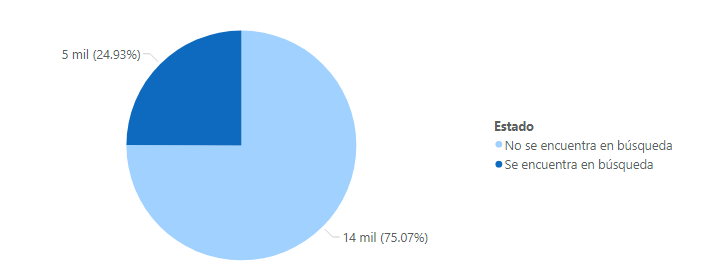 5 mil (24.93%)
Estado
No se encuentra en búsqueda
Se encuentra en búsqueda
14 mil (75.07%)